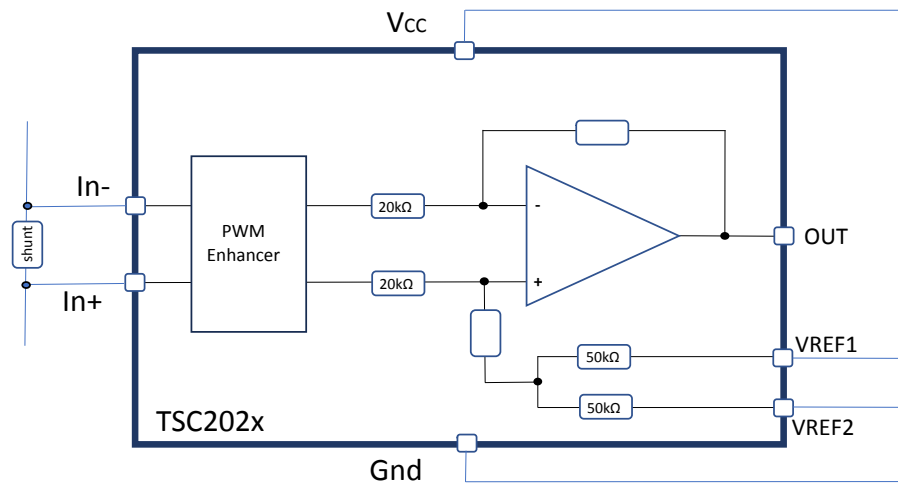 Vcc
In-
shunt
In+
PWM
Enhancer
20kΩ
20kΩ
-
+
OUT
VREF1
50kΩ
50kΩ
VREF2
TSC202x
Gnd